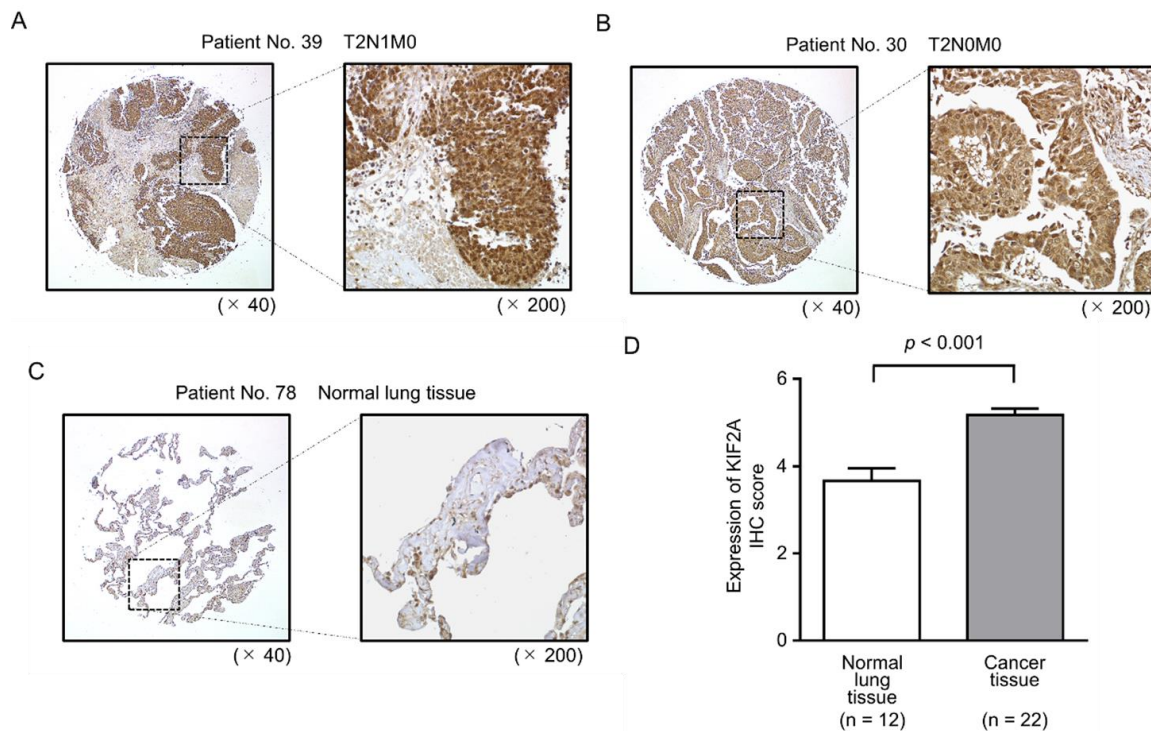 A
Patient No. 39 T2N1M0
(× 40)
(× 200)
B
Patient No. 30 T2N0M0
(× 40)
(× 200)
C
Patient No. 78 Normal lung tissue
(× 40)
(× 200)
D
p < 0.001
Expression of KIF2A
IHC score
6
4
2
0
Normal
lung
tissue
(n = 12)
Cancer
tissue
(n = 22)